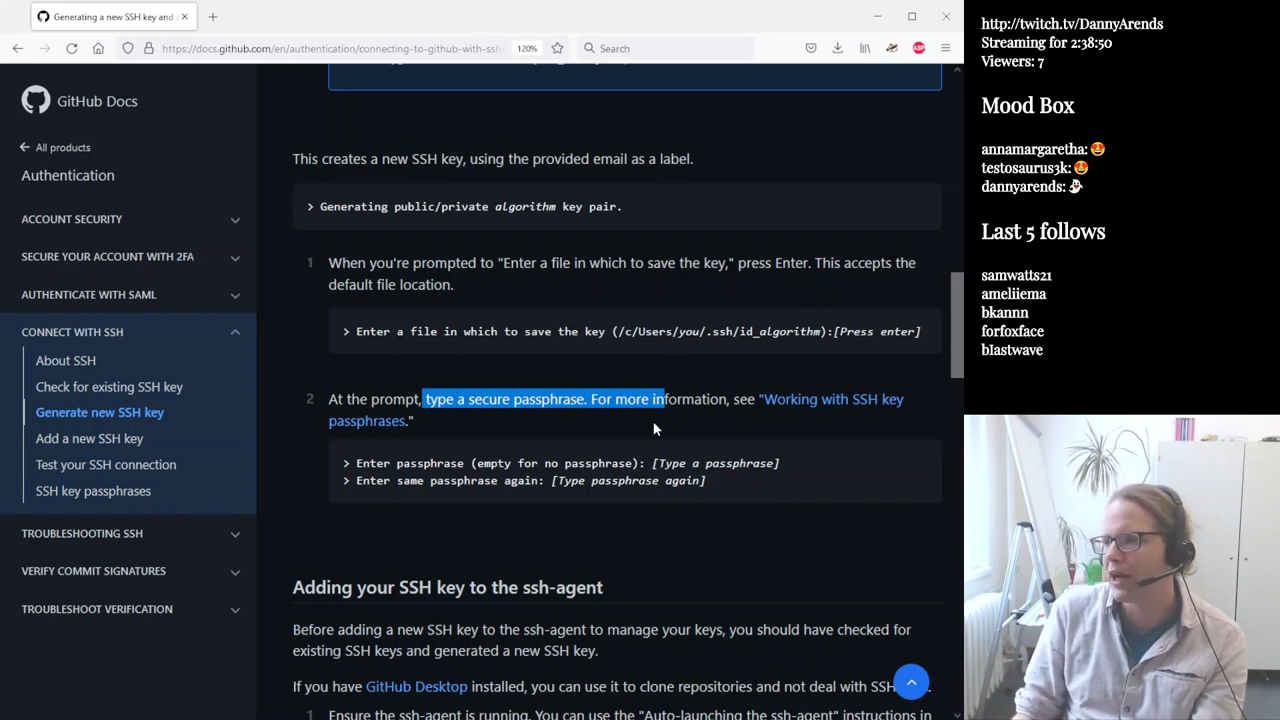 Generating a new SSH key and
https://docs.github.com/en/authentication/connecting-to-github-with-ssh
120%
Search
ABP
GitHub Docs
All products
Authentication
ACCOUNT SECURITY
SECURE YOUR ACCOUNT WITH 2FA
AUTHENTICATE WITH SAML
CONNECT WITH SSH
About SSH
Check for existing SSH key
Generate new SSH key
Add a new SSH key
Test your SSH connection
SSH key passphrases
TROUBLESHOOTING SSH
VERIFY COMMIT SIGNATURES
TROUBLESHOOT VERIFICATION
This creates a new SSH key, using the provided email as a label.
> Generating public/private algorithm key pair.
1 When you're prompted to "Enter a file in which to save the key," press Enter. This accepts the
default file location.
> Enter a file in which to save the key (/c/Users/you/.ssh/id_algorithm):[Press enter]
2 At the prompt, type a secure passphrase. For more information, see "Working with SSH key
passphrases."
> Enter passphrase (empty for no passphrase): [Type a passphrase]
> Enter same passphrase again: [Type passphrase again]
Adding your SSH key to the ssh-agent
Before adding a new SSH key to the ssh-agent to manage your keys, you should have checked for
existing SSH keys and generated a new SSH key.
If you have GitHub Desktop installed, you can use it to clone repositories and not deal with SSH
1 Ensure the ssh-agent is running. You can use the "Auto-launching the ssh-agent" instructions in
http://twitch.tv/DannyArends
Streaming for 2:38:50
Viewers: 7
Mood Box
annamargaretha: 😍
testosaurus3k: 😍
dannyarends: 👻
Last 5 follows
samwatts21
ameliiema
bkannn
forfoxface
blastwave